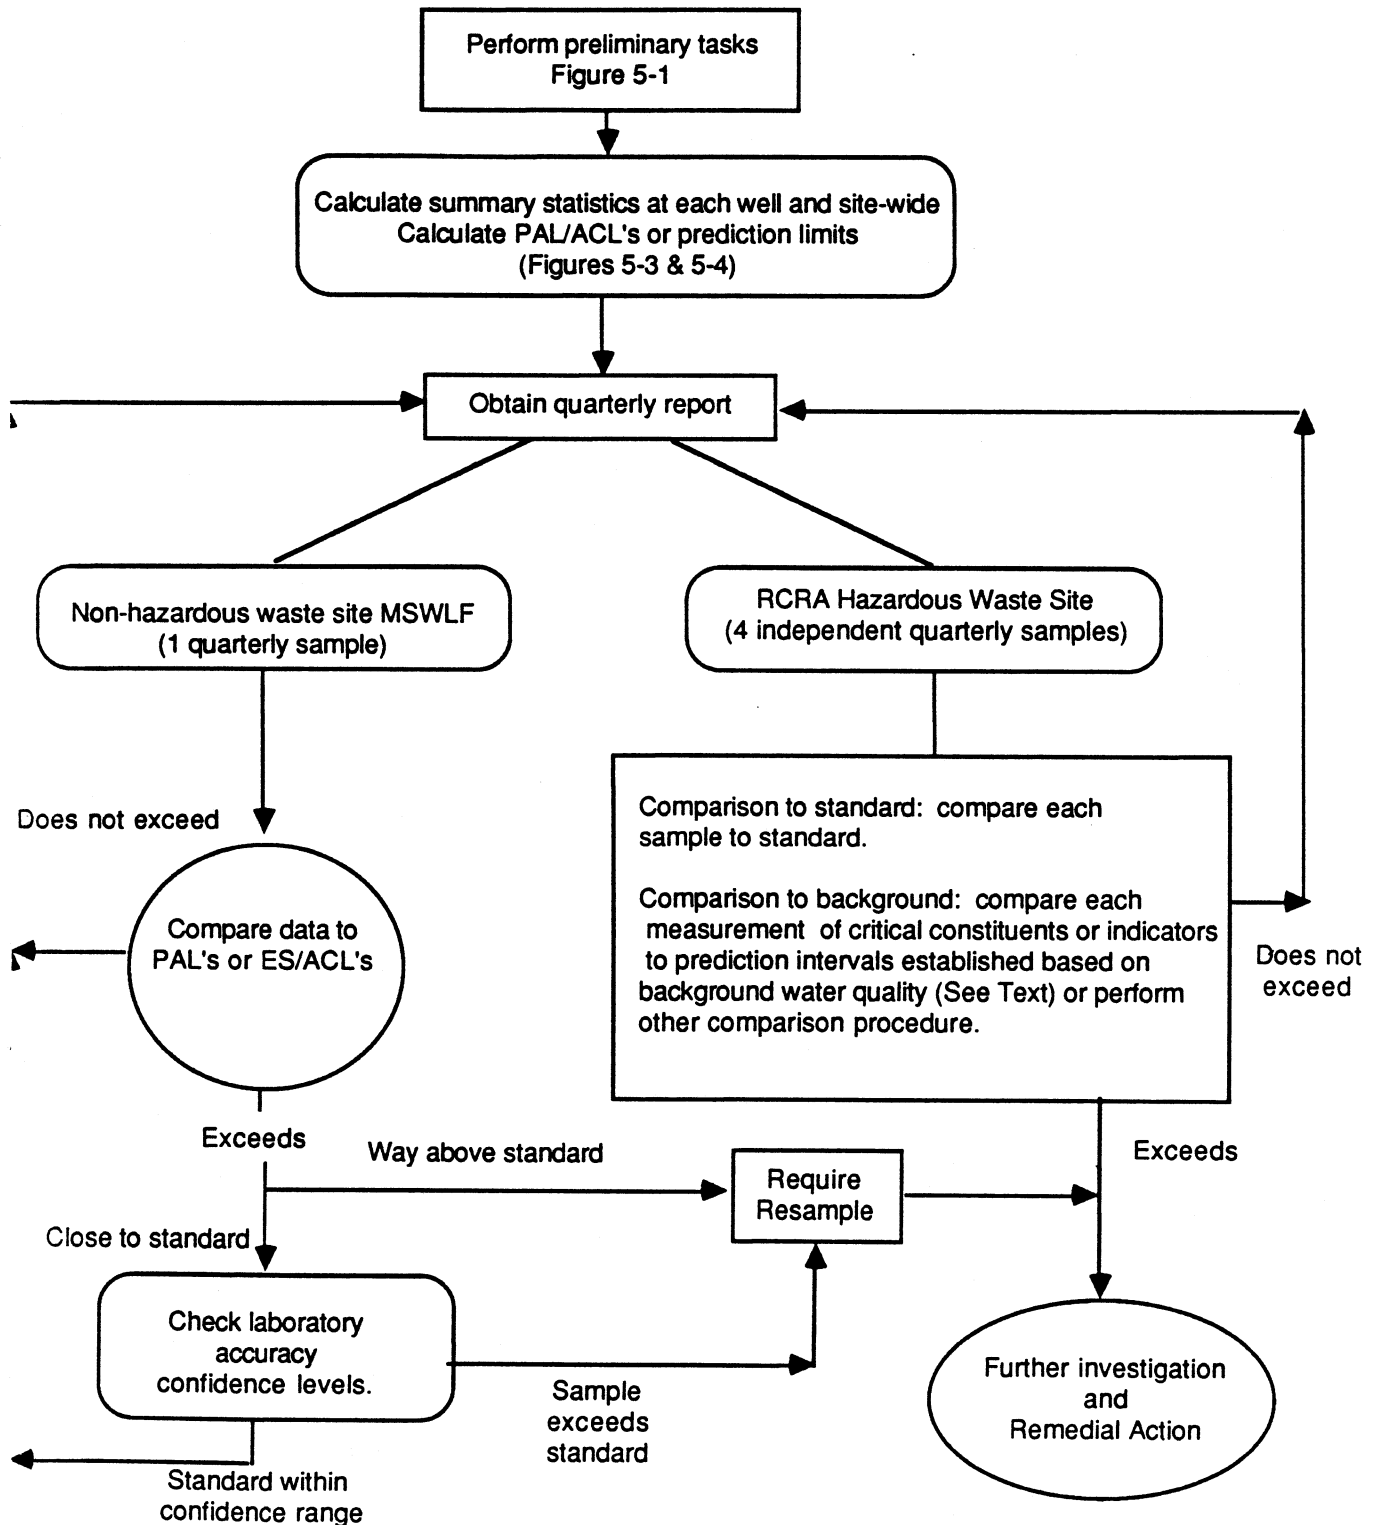 Perform preliminary tasks
Figure 5-1
Calculate summary statistics at each well and site-wide
Calculate PAL/ACL's or prediction limits
(Figures 5-3 & 5-4)
Obtain quarterly report
Non-hazardous waste site MSWLF
(1 quarterly sample)
RCRA Hazardous Waste Site
(4 independent quarterly samples)
Does not exceed
Compare data to
PAL's or ES/ACL's
Comparison to standard: compare each
sample to standard.
Comparison to background: compare each
measurement of critical constituents or indicators
to prediction intervals established based on
background water quality (See Text) or perform
other comparison procedure.
Does not
exceed
Exceeds
Way above standard
Require
Resample
Exceeds
Close to standard
Check laboratory
accuracy
confidence levels.
Sample
exceeds
standard
Further investigation
and
Remedial Action
Standard within
confidence range